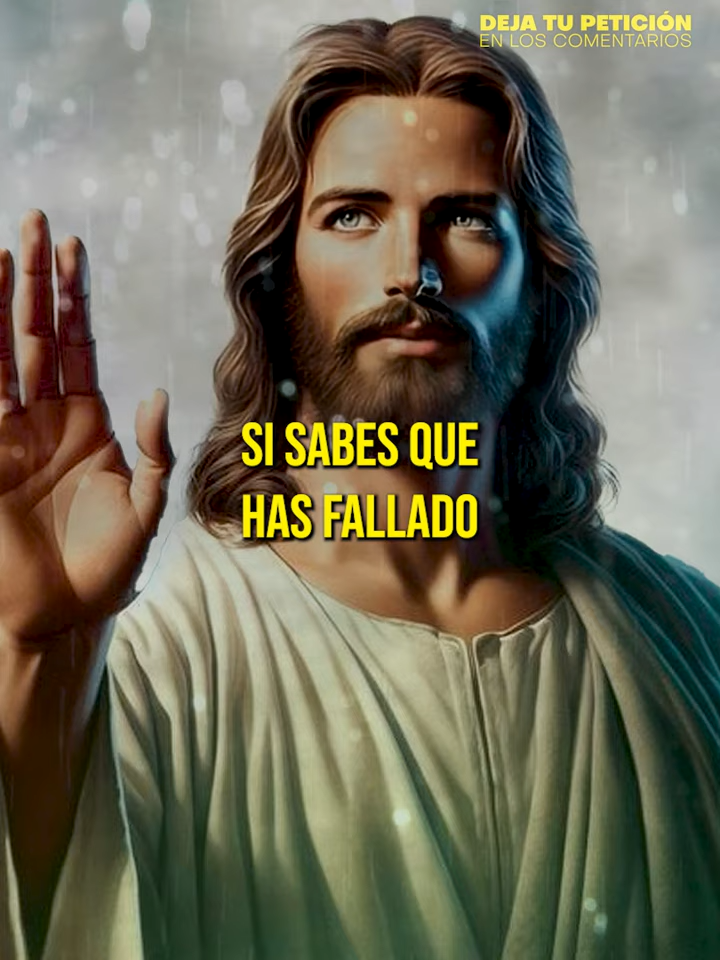 DEJA TU PETICIÓN
EN LOS COMENTARIOS
SI SABES QUE
HAS FALLADO